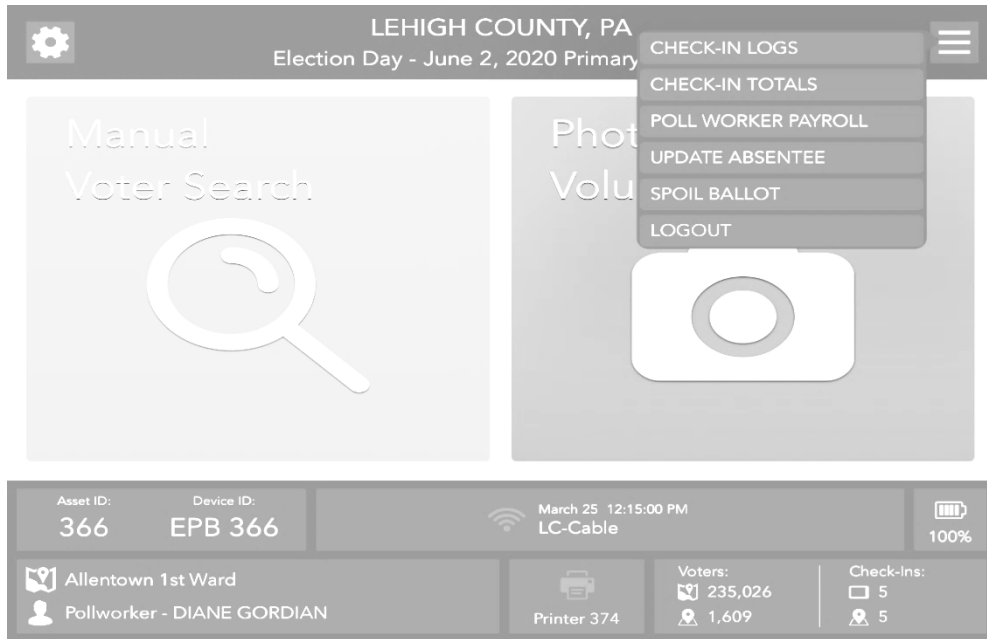 LEHIGH COUNTY, PA
Election Day - June 2, 2020 Primary
CHECK-IN LOGS
CHECK-IN TOTALS
POLL WORKER PAYROLL
UPDATE ABSENTEE
SPOIL BALLOT
LOGOUT
Manual
Voter Search
Phot
Volu
Asset ID:
366
Device ID:
EPB 366
March 25 12:15:00 PM
LC-Cable
100%
Allentown 1st Ward
Pollworker - DIANE GORDIAN
Printer 374
Voters:
235,026
1,609
Check-Ins:
5
5